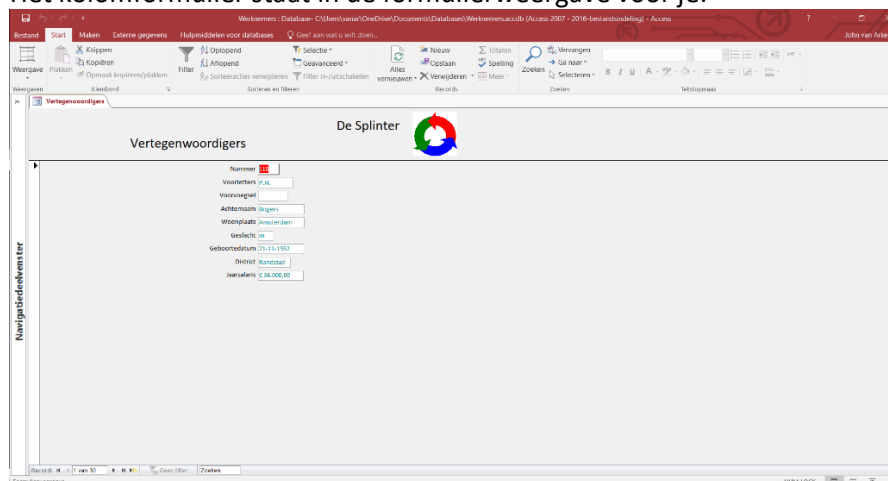 Het kolomformulier staat in de formulierweergave voor je.
Werknemers : Database- C:\Users\vanar\OneDrive\Documents\Databases\Werknemers.accdb (Access 2007 - 2016-bestandsindeling) - Access
?
Bestand Start Maken Externe gegevens Hulpmiddelen voor databases Geef aan wat u wilt doen... John van Arke
Weergave
Weergaven
Plakken
Knippen
Kopiëren
Opmaak kopiëren/plakken
Klembord
Filter
Oplopend
Aflopend
Sorteeracties verwijderen
Selectie
Geavanceerd
Filter in-/uitschakelen
Sorteren en filteren
Alles
vernieuwen
Nieuw
Opslaan
Verwijderen
Totalen
Spelling
Meer
Records
Zoeken
Vervangen
Ga naar
Selecteren
Zoeken
B I U A
Tekstopmaak
Vertegenwoordigers
De Splinter
Vertegenwoordigers
Nummer
Voorletters P.H.
Voorvoegsel
Achternaam Bogers
Woonplaats Amsterdam
Geslacht m
Geboortedatum 21-11-1952
District Randstad
Jaarsalaris € 34.000,00
Navigatiedeelvenster
Record: 1 van 30 Geen filter Zoeken